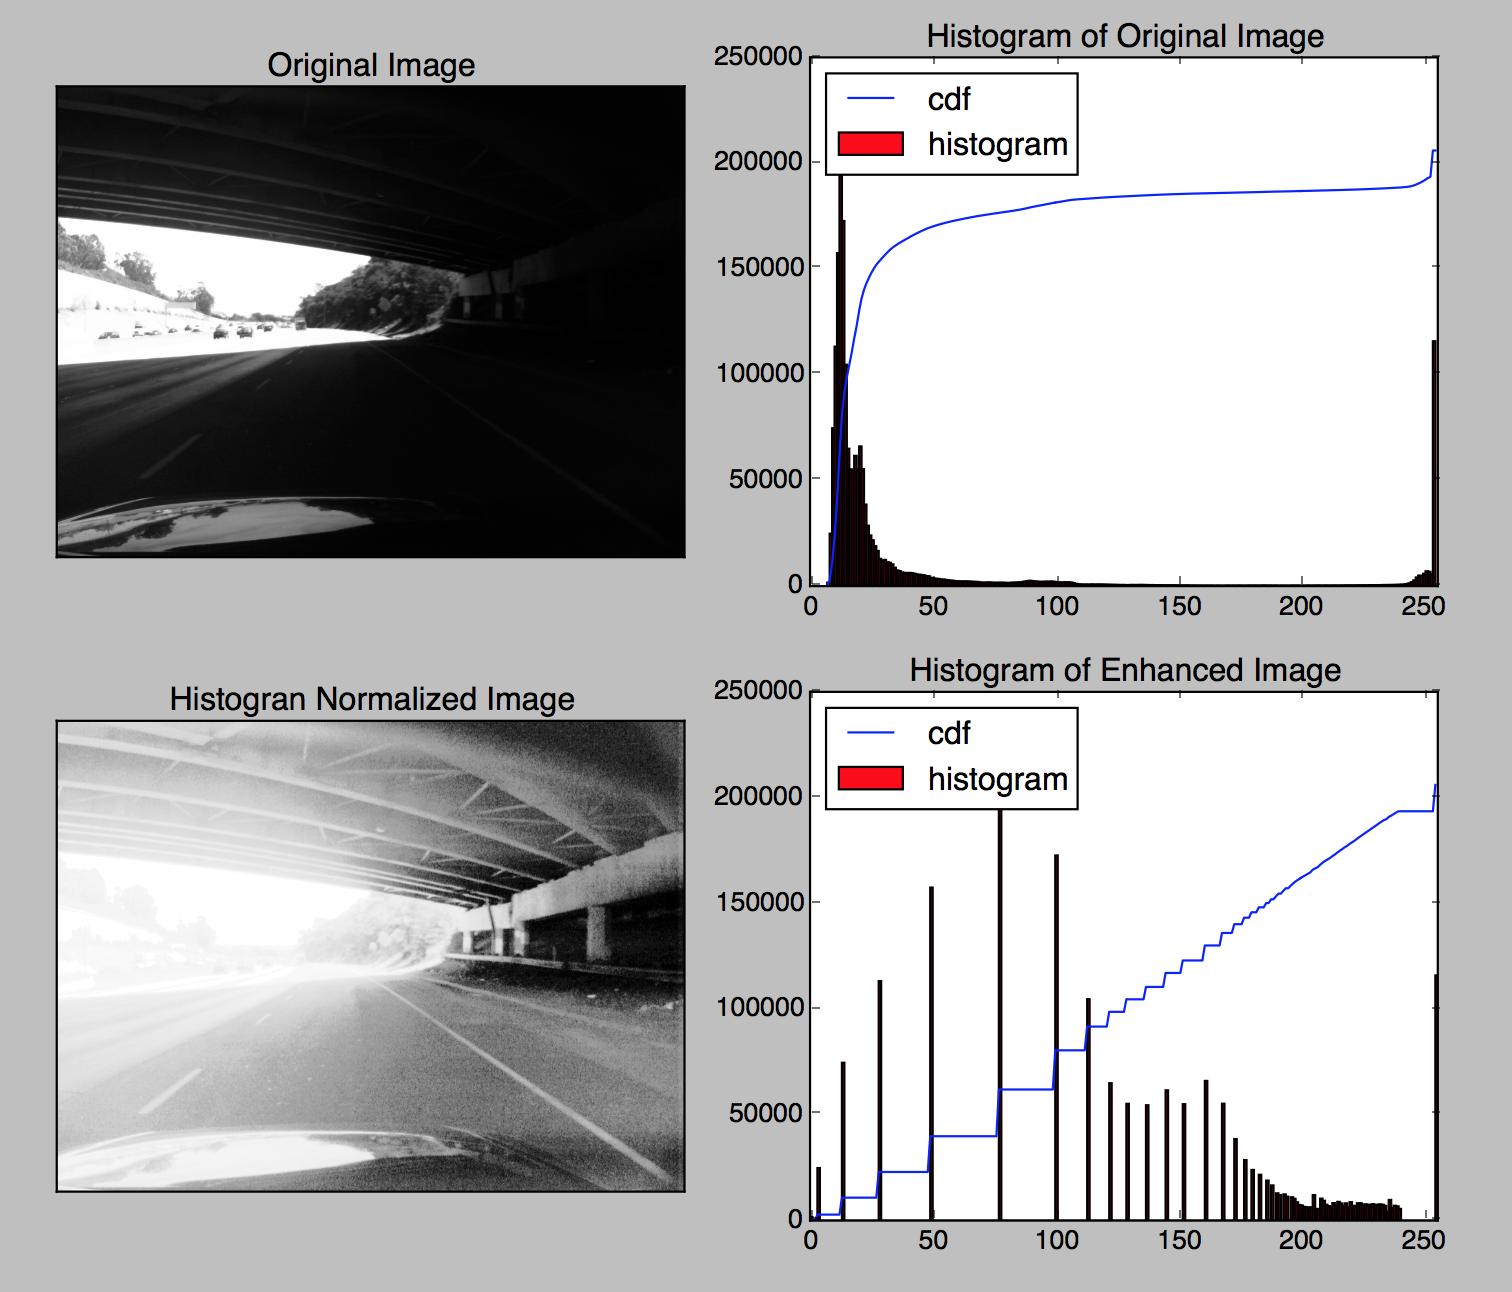 Original Image
Histogram of Original Image
250000
200000
150000
100000
50000
0
cdf
histogram
0 50 100 150 200 250
Histogran Normalized Image
Histogram of Enhanced Image
250000
200000
150000
100000
50000
0
cdf
histogram
0 50 100 150 200 250